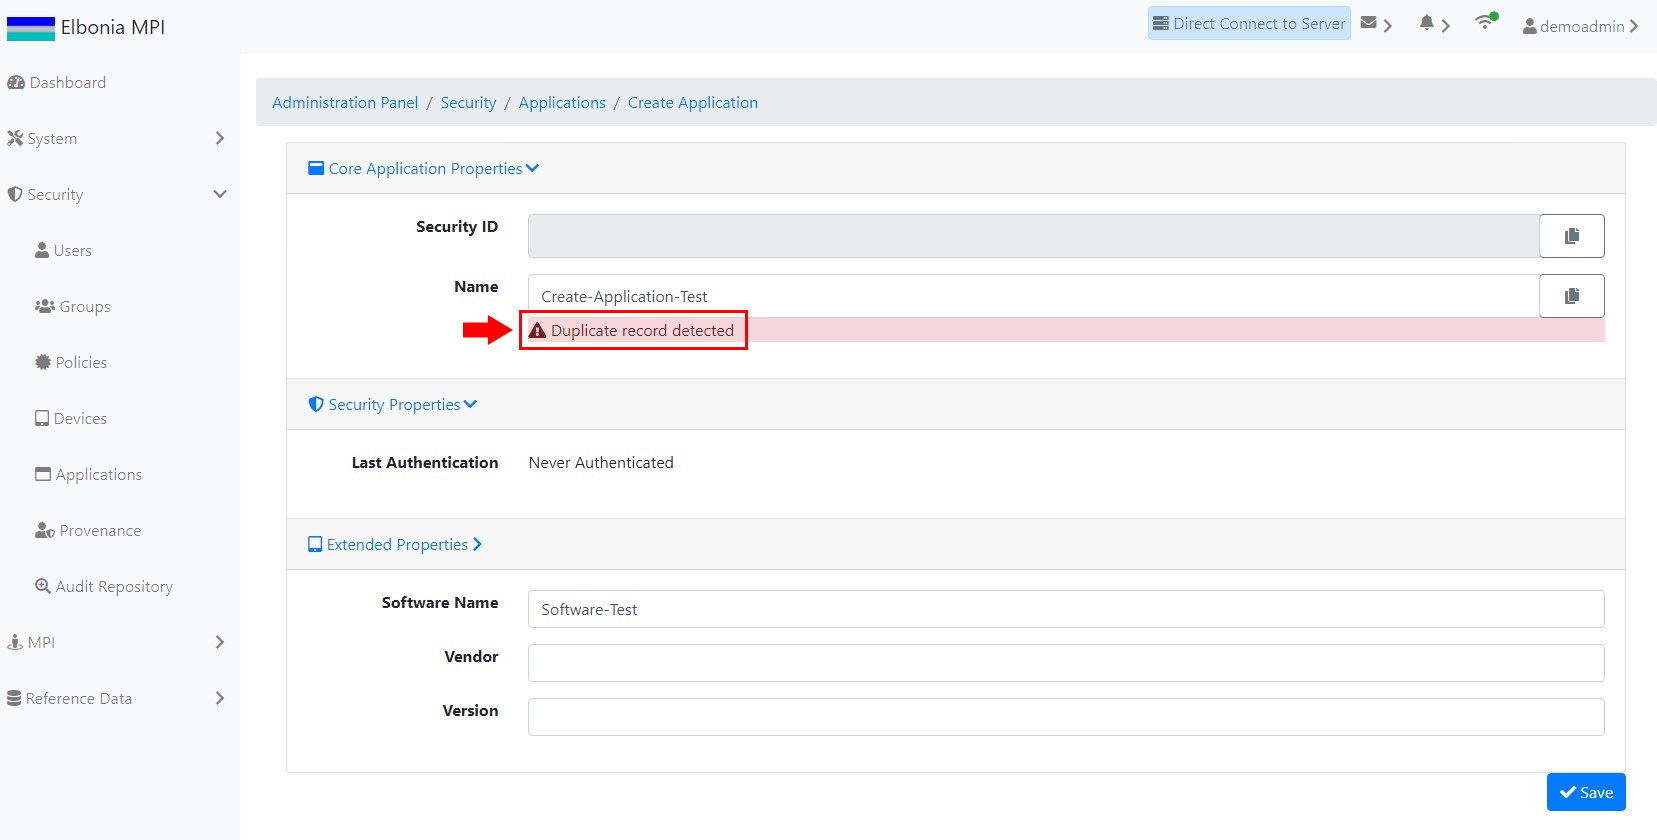 Elbonia MPI
Direct Connect to Server
demoadmin
Dashboard
System
Security
Users
Groups
Policies
Devices
Applications
Provenance
Audit Repository
MPI
Reference Data
Administration Panel / Security / Applications / Create Application
Core Application Properties
Security ID
Name
Create-Application-Test
Duplicate record detected
Security Properties
Last Authentication
Never Authenticated
Extended Properties
Software Name
Software-Test
Vendor
Version
Save